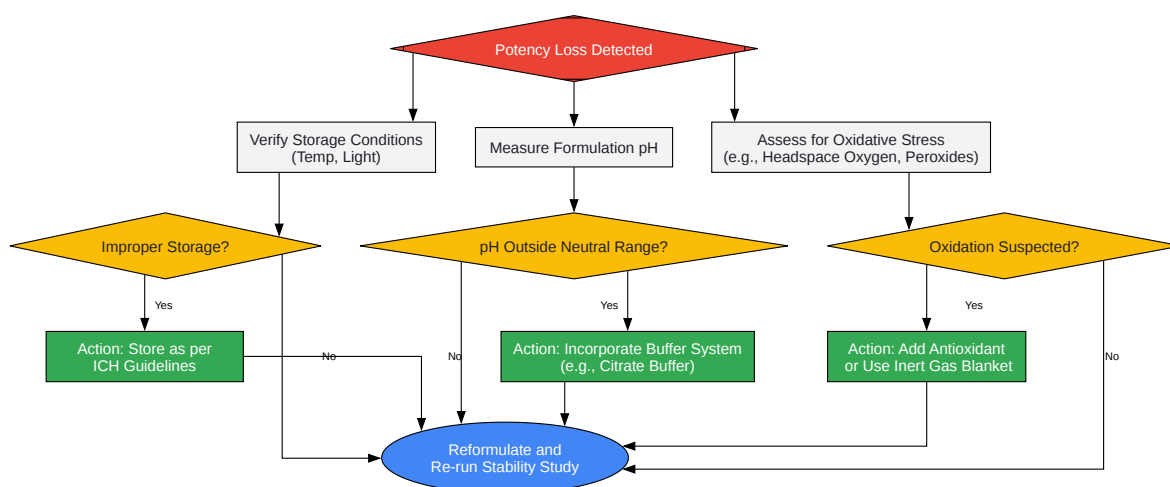 Potency Loss Detected
Verify Storage Conditions
(Temp, Light)
Measure Formulation pH
Assess for Oxidative Stress
(e.g., Headspace Oxygen, Peroxides)
Improper Storage?
pH Outside Neutral Range?
Oxidation Suspected?
Yes
Yes
Yes
Action: Store as per
ICH Guidelines
No
No
Action: Incorporate Buffer System
(e.g., Citrate Buffer)
Action: Add Antioxidant
or Use Inert Gas Blanket
No
Reformulate and
Re-run Stability Study